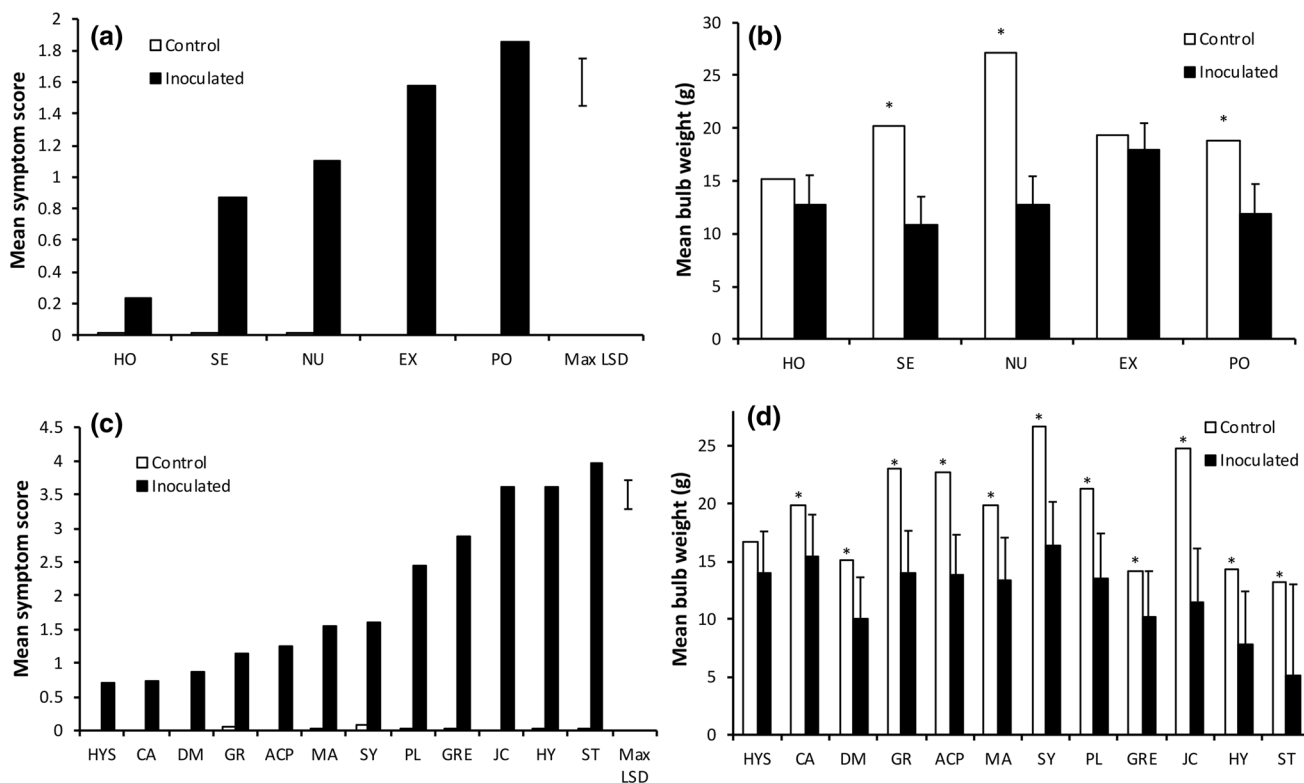 (a)
Control
Inoculated
Mean symptom score
2
1.8
1.6
1.4
1.2
1
0.8
0.6
0.4
0.2
0
HO SE NU EX PO Max LSD
(b)
Control
Inoculated
Mean bulb weight (g)
30
25
20
15
10
5
0
* * *
HO SE NU EX PO
(c)
Control
Inoculated
Mean symptom score
4.5
4
3.5
3
2.5
2
1.5
1
0.5
0
HYS CA DM GR ACP MA SY PL GRE JC HY ST Max
LSD
(d)
Control
Inoculated
Mean bulb weight (g)
25
20
15
10
5
0
* * * * * * * * * * *
HYS CA DM GR ACP MA SY PL GRE JC HY ST